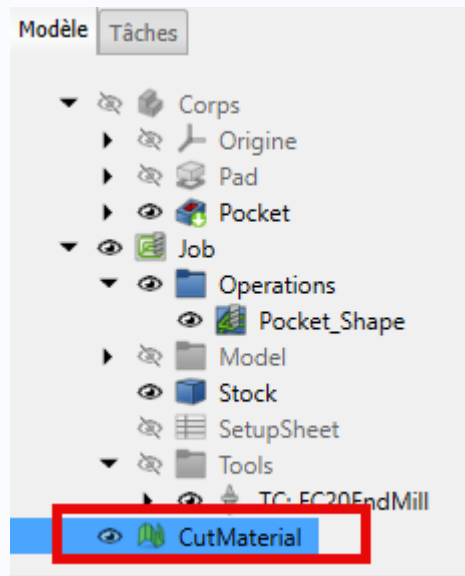 Modèle Tâches
Corps
Origine
Pad
Pocket
Job
Operations
Pocket_Shape
Model
Stock
SetupSheet
Tools
TC: FC20EndMill
CutMaterial